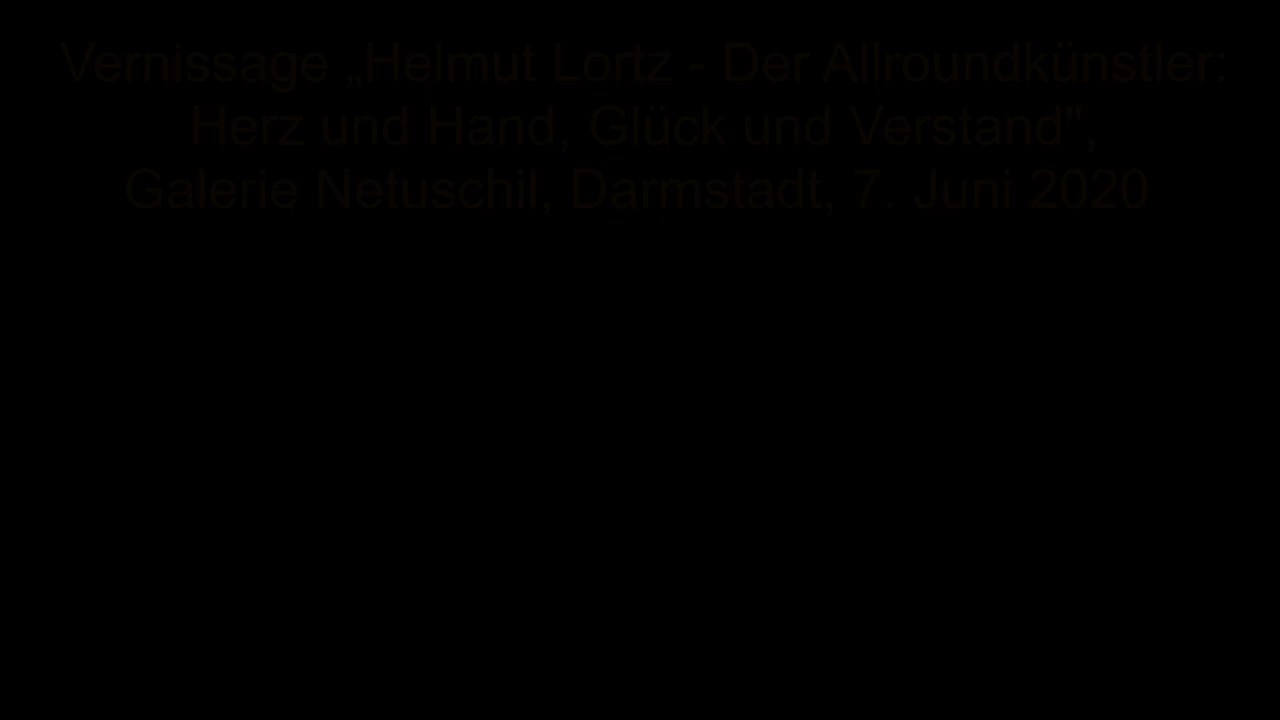 Vernissage „Helmut Lortz - Der Allroundkünstler:
Herz und Hand, Glück und Verstand",
Galerie Netuschil, Darmstadt, 7. Juni 2020